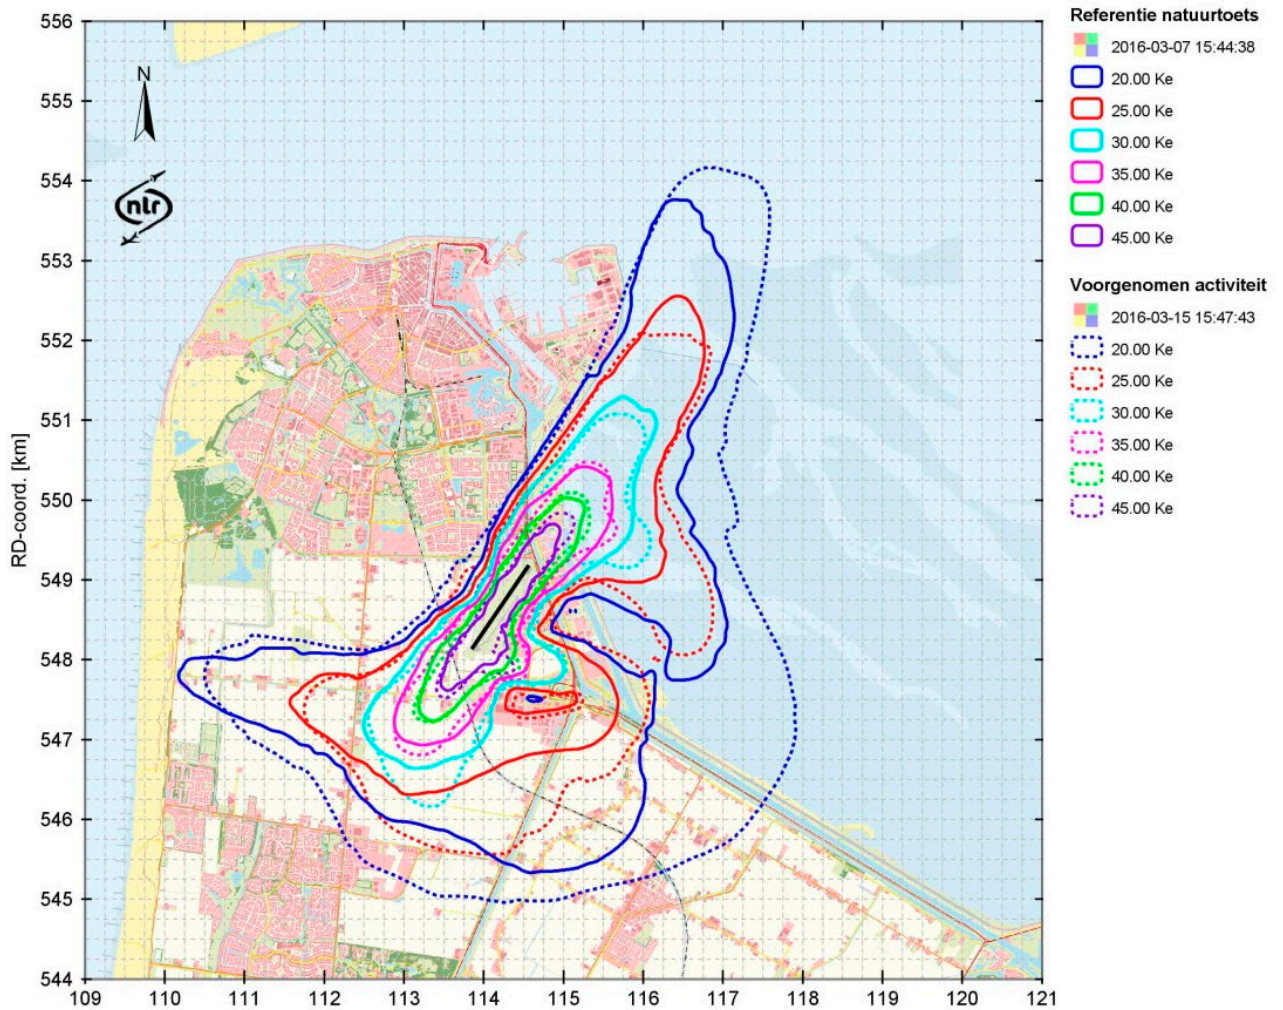 Referentie natuurtoets
2016-03-07 15:44:38
20.00 Ke
25.00 Ke
30.00 Ke
35.00 Ke
40.00 Ke
45.00 Ke
Voorgenomen activiteit
2016-03-15 15:47:43
20.00 Ke
25.00 Ke
30.00 Ke
35.00 Ke
40.00 Ke
45.00 Ke
N
nlr
RD-coord. [km]
556
555
554
553
552
551
550
549
548
547
546
545
544
109 110 111 112 113 114 115 116 117 118 119 120 121